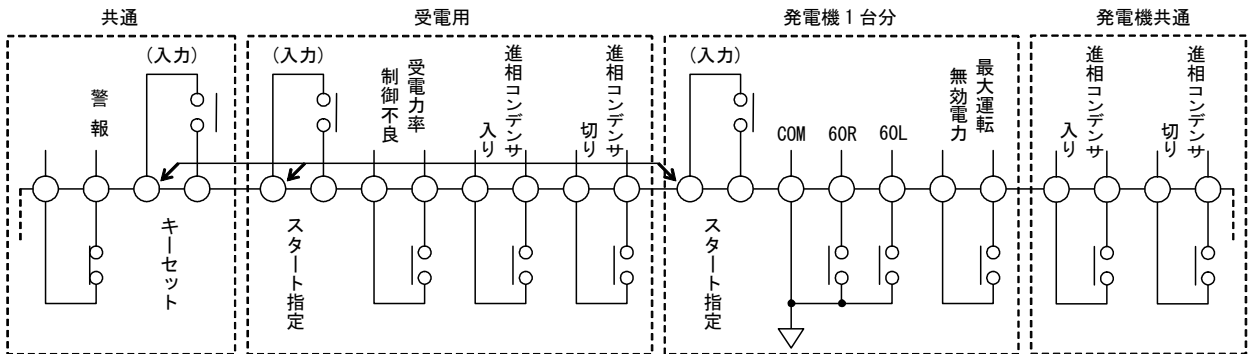 共通
受電用
発電機1台分
発電機共通
(入力)
(入力)
(入力)
警報
キーセット
スタート指定
受電力率
制御不良
進相コンデンサ
入り
進相コンデンサ
切り
スタート指定
COM
60R
60L
最大運転
無効電力
進相コンデンサ
入り
進相コンデンサ
切り